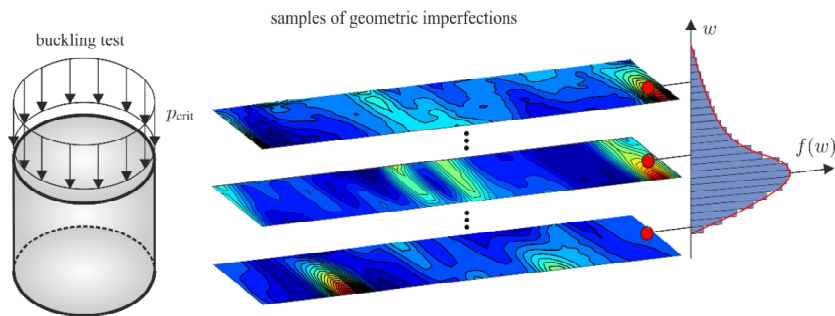 samples of geometric imperfections
buckling test
p_crit
w
f(w)